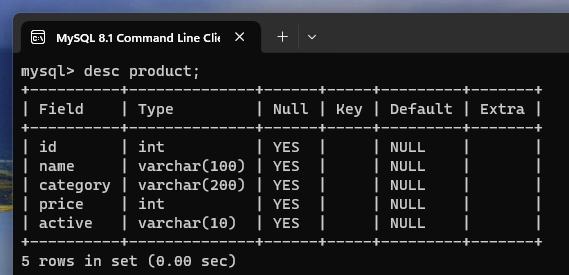 MySQL 8.1 Command Line Clie
mysql> desc product;
+----------+--------------+------+-----+---------+-------+
| Field    | Type         | Null | Key | Default | Extra |
+----------+--------------+------+-----+---------+-------+
| id       | int          | YES  |     | NULL    |       |
| name     | varchar(100) | YES  |     | NULL    |       |
| category | varchar(200) | YES  |     | NULL    |       |
| price    | int          | YES  |     | NULL    |       |
| active   | varchar(10)  | YES  |     | NULL    |       |
+----------+--------------+------+-----+---------+-------+
5 rows in set (0.00 sec)